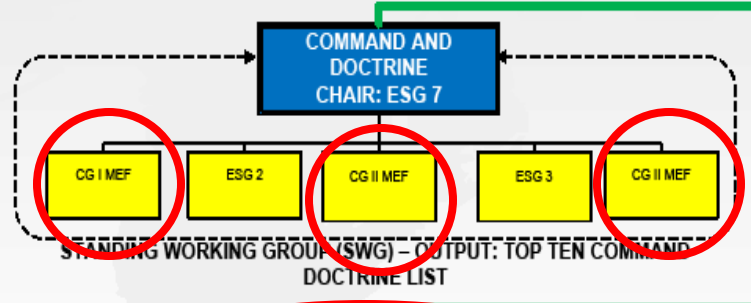 COMMAND AND
DOCTRINE
CHAIR: ESG 7
CG I MEF
ESG 2
CG II MEF
ESG 3
CG II MEF
STANDING WORKING GROUP (SWG) – OUTPUT: TOP TEN COMMAND
DOCTRINE LIST